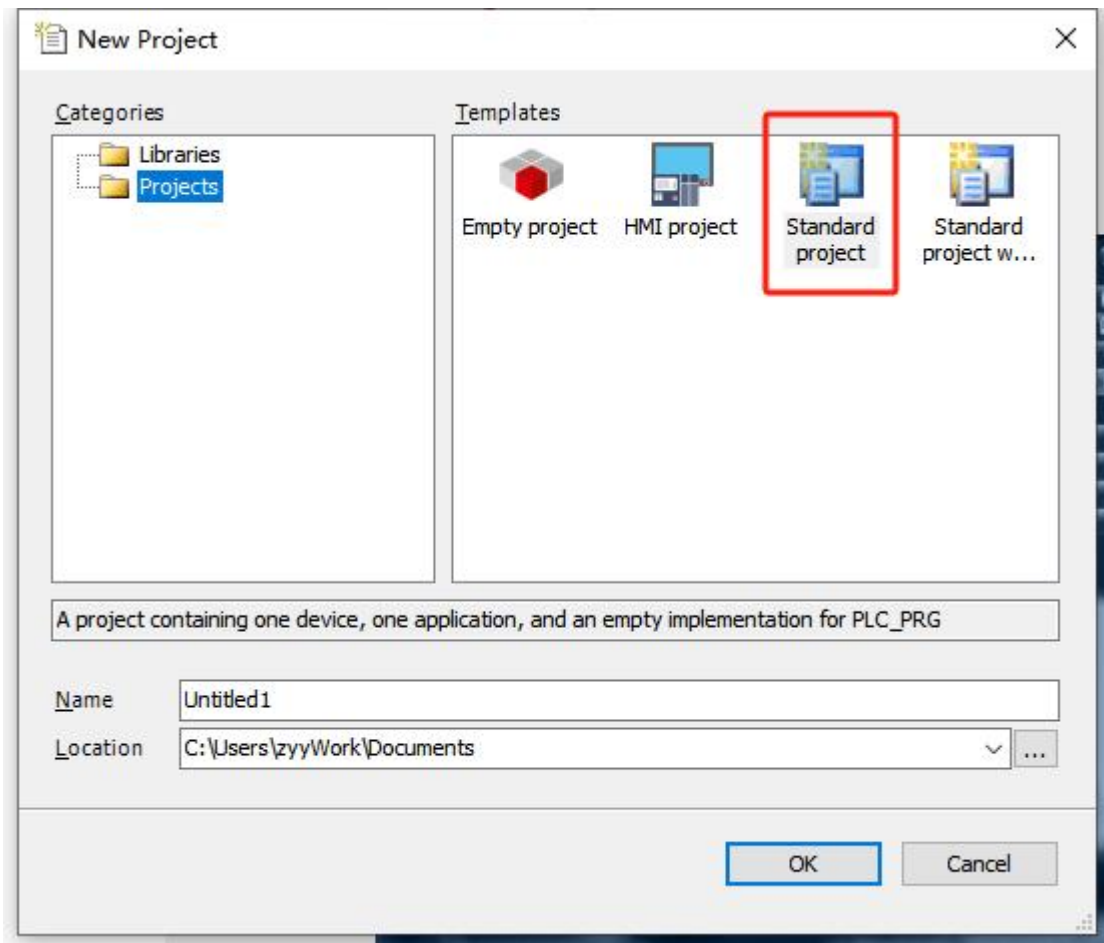 New Project
Categories
Templates
Libraries
Projects
Empty project
HMI project
Standard
project
Standard
project w...
A project containing one device, one application, and an empty implementation for PLC_PRG
Name
Untitled1
Location
C:\Users\zyyWork\Documents
...
OK
Cancel